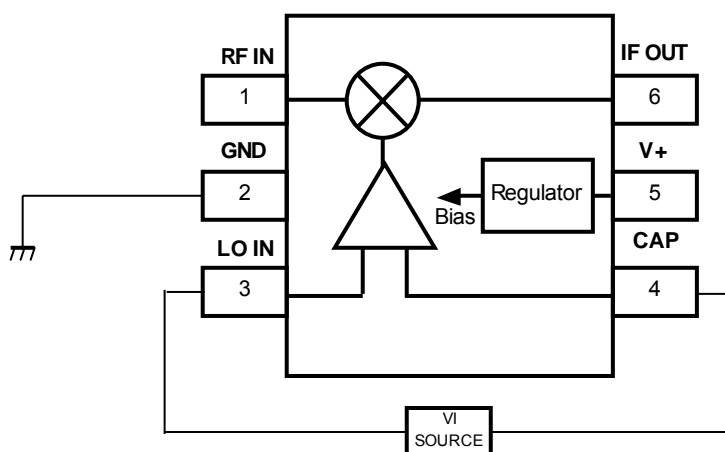 RF IN
IF OUT
1
6
GND
V+
2
Regulator
5
Bias
LO IN
CAP
3
4
VI
SOURCE